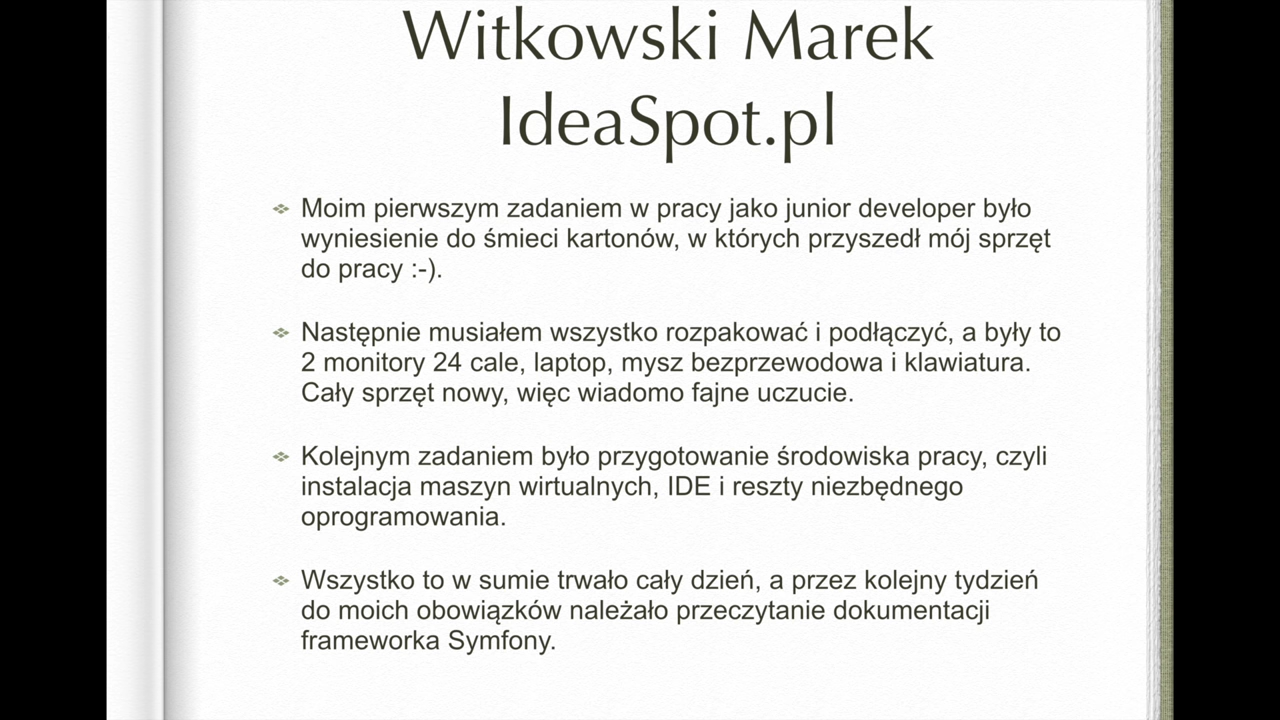 Witkowski Marek
IdeaSpot.pl
Moim pierwszym zadaniem w pracy jako junior developer było
wyniesienie do śmieci kartonów, w których przyszedł mój sprzęt
do pracy :-).
Następnie musiałem wszystko rozpakować i podłączyć, a były to
2 monitory 24 cale, laptop, mysz bezprzewodowa i klawiatura.
Cały sprzęt nowy, więc wiadomo fajne uczucie.
Kolejnym zadaniem było przygotowanie środowiska pracy, czyli
instalacja maszyn wirtualnych, IDE i reszty niezbędnego
oprogramowania.
Wszystko to w sumie trwało cały dzień, a przez kolejny tydzień
do moich obowiązków należało przeczytanie dokumentacji
frameworka Symfony.